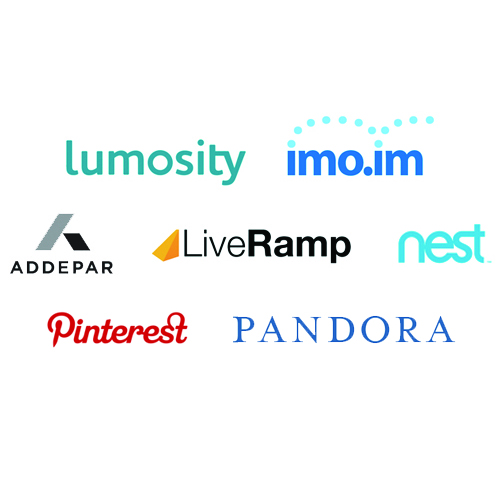 lumosity
imo.im
ADDEPAR
LiveRamp
nest
Pinterest
PANDORA